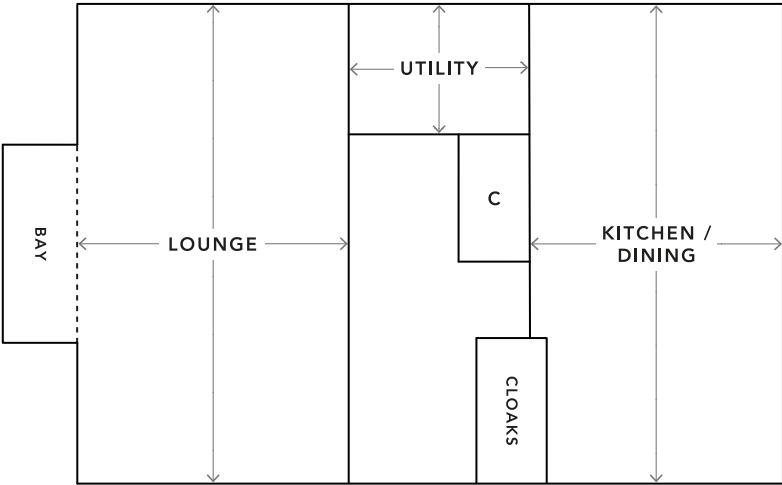 UTILITY
C
BAY
LOUNGE
KITCHEN /
DINING
CLOAKS